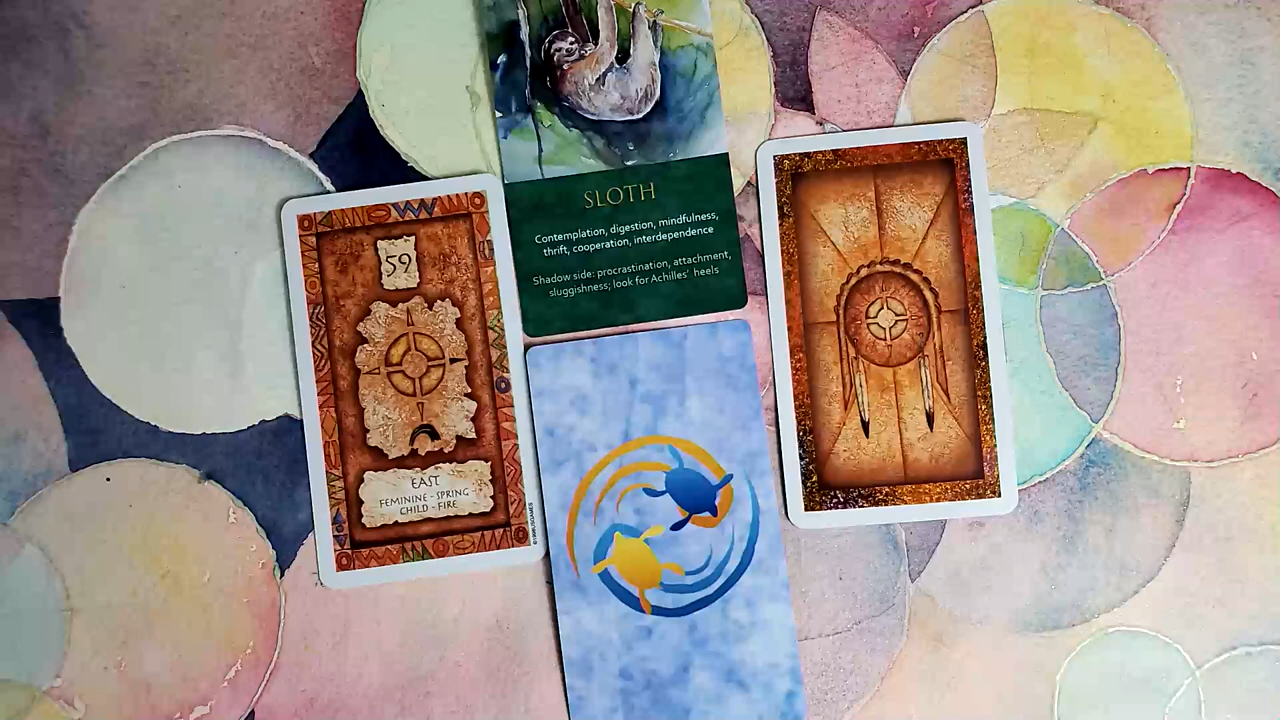 SLOTH
Contemplation, digestion, mindfulness,
thrift, cooperation, interdependence
Shadow side: procrastination, attachment,
sluggishness; look for Achilles' heels
59
EAST
FEMININE - SPRING
CHILD - FIRE